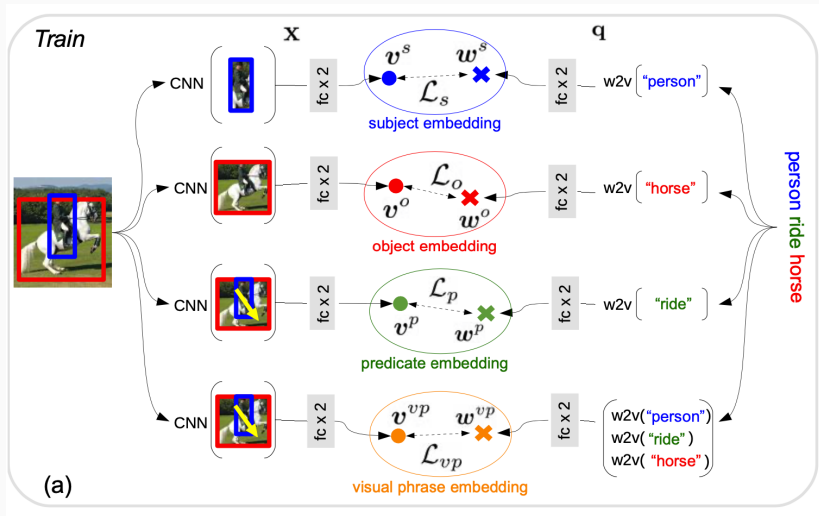 Train
x
q
CNN
fc x 2
v^s
w^s
L_s
subject embedding
fc x 2
w2v ( "person" )
CNN
fc x 2
v^o
L_o
w^o
object embedding
fc x 2
w2v ( "horse" )
CNN
fc x 2
v^p
L_p
w^p
predicate embedding
fc x 2
w2v ( "ride" )
CNN
fc x 2
v^vp
w^vp
L_vp
visual phrase embedding
fc x 2
w2v("person")
w2v( "ride" )
w2v( "horse" )
person ride horse
(a)